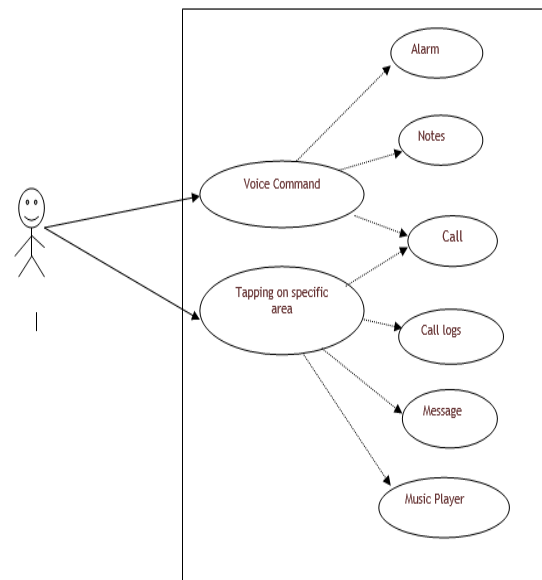 Alarm
Notes
Voice Command
Call
Tapping on specific
area
Call logs
Message
Music Player